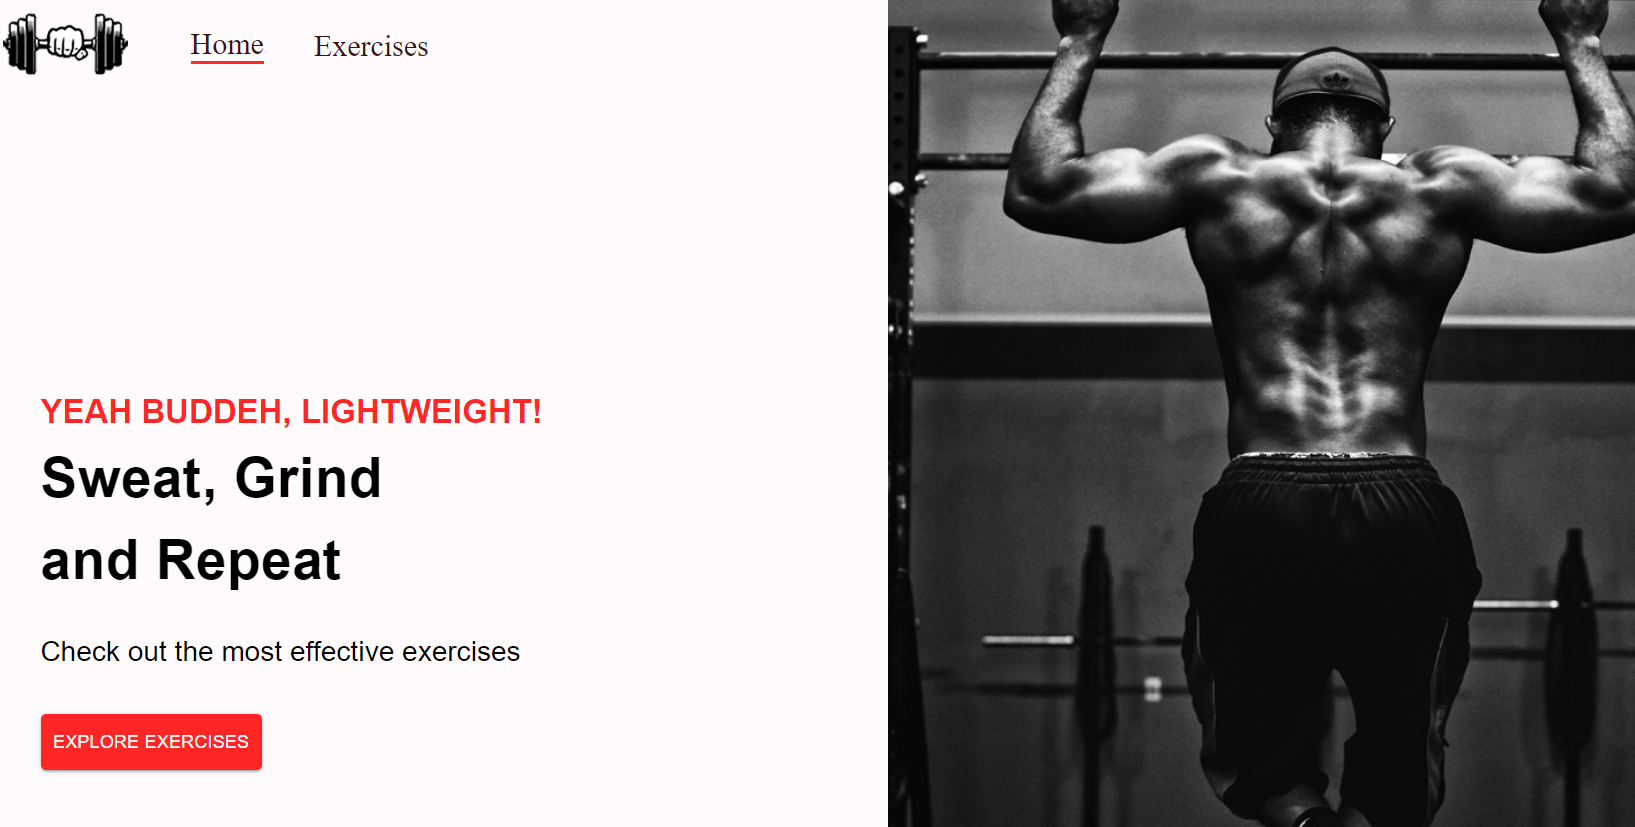 Home Exercises
YEAH BUDDEH, LIGHTWEIGHT!
Sweat, Grind
and Repeat
Check out the most effective exercises
EXPLORE EXERCISES